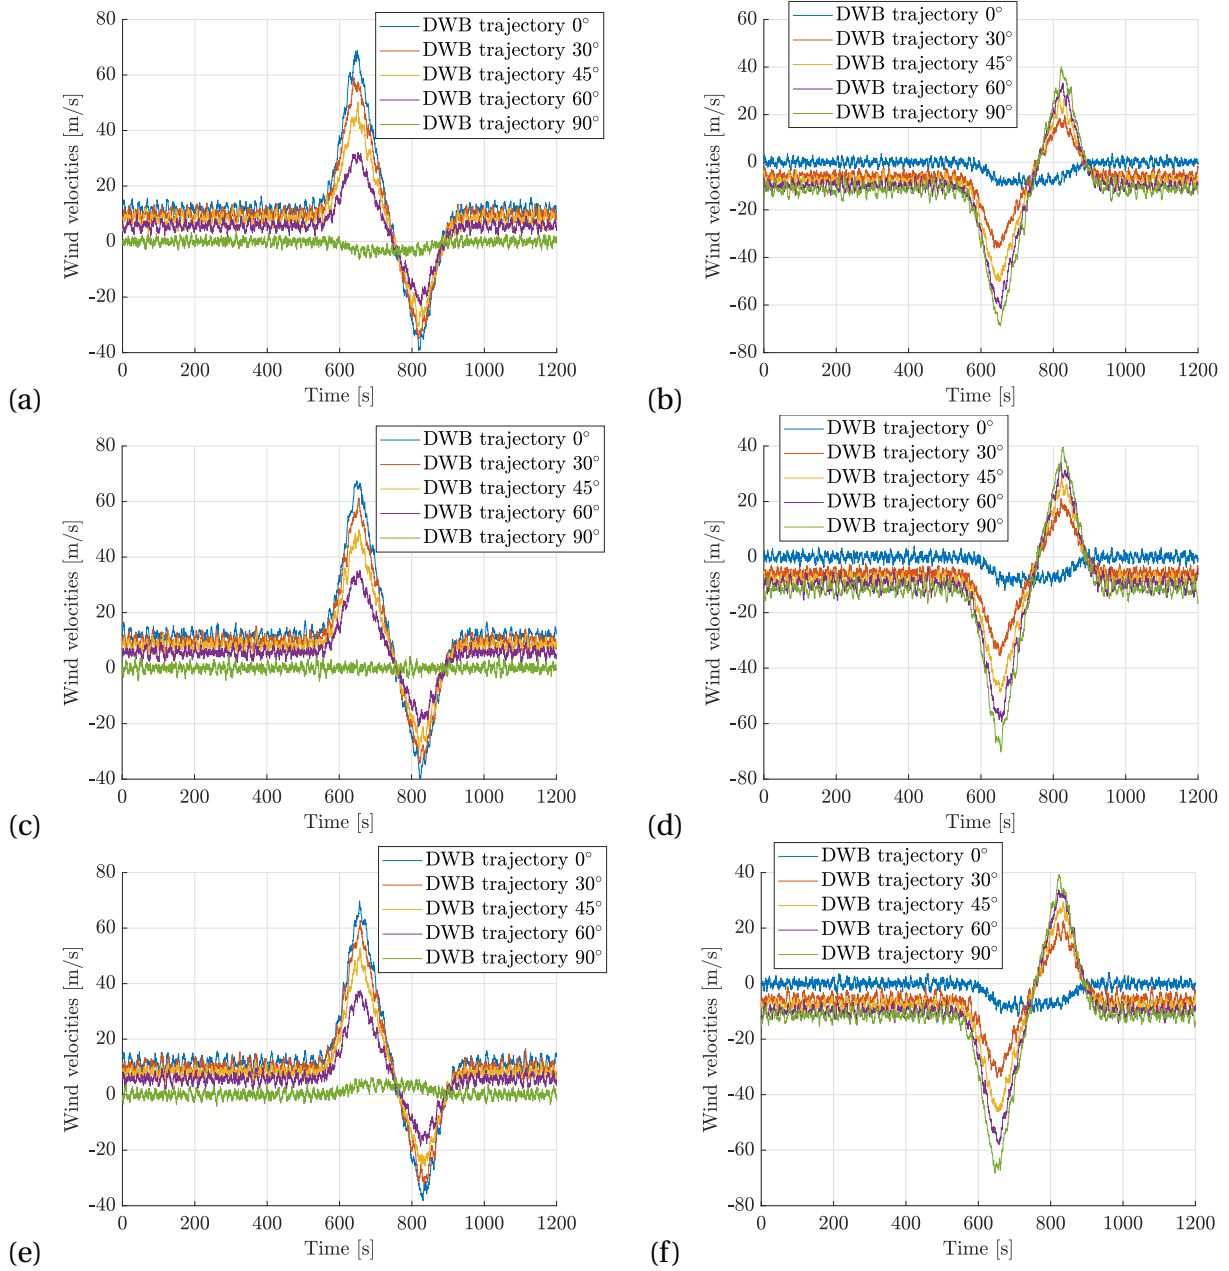 DWB trajectory 0°
DWB trajectory 30°
DWB trajectory 45°
DWB trajectory 60°
DWB trajectory 90°
80
60
40
20
0
-20
-40
0 200 400 600 800 1000 1200
Wind velocities [m/s]
Time [s]
(a)
DWB trajectory 0°
DWB trajectory 30°
DWB trajectory 45°
DWB trajectory 60°
DWB trajectory 90°
60
40
20
0
-20
-40
-60
-80
0 200 400 600 800 1000 1200
Wind velocities [m/s]
Time [s]
(b)
DWB trajectory 0°
DWB trajectory 30°
DWB trajectory 45°
DWB trajectory 60°
DWB trajectory 90°
80
60
40
20
0
-20
-40
0 200 400 600 800 1000 1200
Wind velocities [m/s]
Time [s]
(c)
DWB trajectory 0°
DWB trajectory 30°
DWB trajectory 45°
DWB trajectory 60°
DWB trajectory 90°
40
20
0
-20
-40
-60
-80
0 200 400 600 800 1000 1200
Wind velocities [m/s]
Time [s]
(d)
DWB trajectory 0°
DWB trajectory 30°
DWB trajectory 45°
DWB trajectory 60°
DWB trajectory 90°
80
60
40
20
0
-20
-40
0 200 400 600 800 1000 1200
Wind velocities [m/s]
Time [s]
(e)
DWB trajectory 0°
DWB trajectory 30°
DWB trajectory 45°
DWB trajectory 60°
DWB trajectory 90°
40
20
0
-20
-40
-60
-80
0 200 400 600 800 1000 1200
Wind velocities [m/s]
Time [s]
(f)